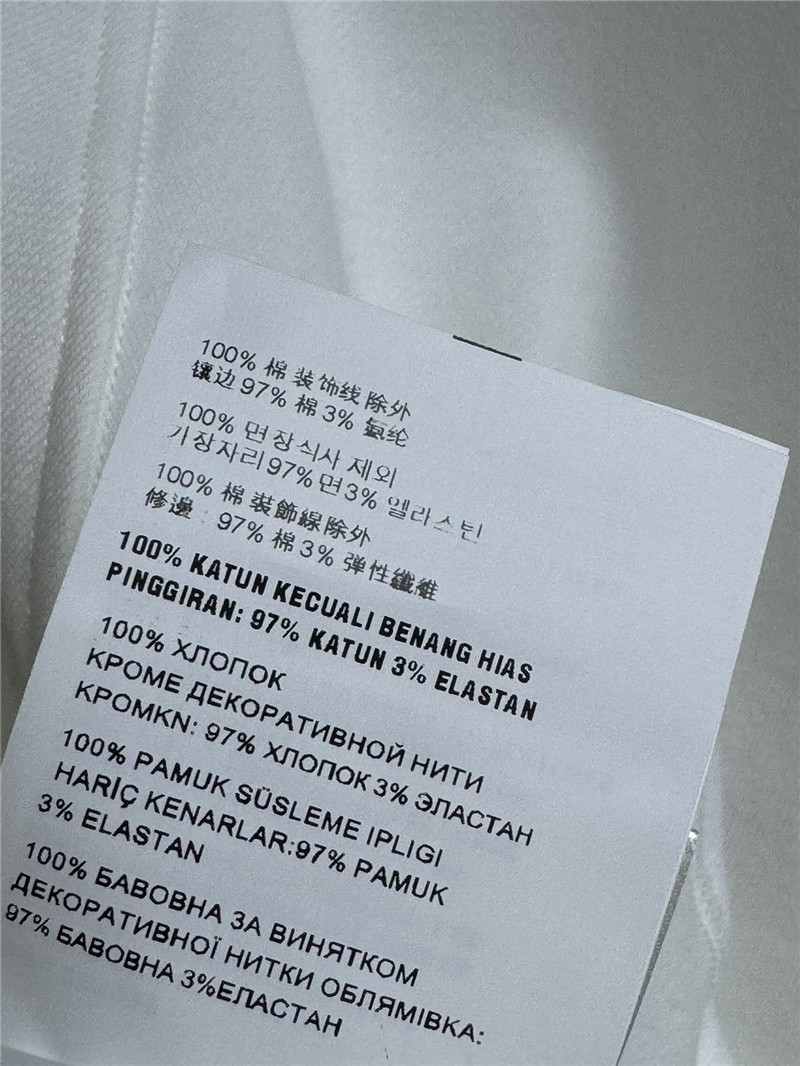 100% 棉 装饰线 除外
镶边 97% 棉 3% 氨纶
100% 면 장식사 제외
가장자리 97% 면 3% 엘라스틴
100% 棉 裝飾線 除外
修邊: 97% 棉 3% 弹性纖維
100% KATUN KECUALI BENANG HIAS
PINGGIRAN: 97% KATUN 3% ELASTAN
100% ХЛОПОК
КРОМЕ ДЕКОРАТИВНОЙ НИТИ
КРОМКN: 97% ХЛОПОК 3% ЭЛАСТАН
100% PAMUK SÜSLEME IPLIGI
HARIÇ KENARLAR:97% PAMUK
3% ELASTAN
100% БАВОВНА ЗА ВИНЯТКОМ
ДЕКОРАТИВНОЇ НИТКИ ОБЛЯМІВКА:
97% БАВОВНА 3%ЕЛАСТАН